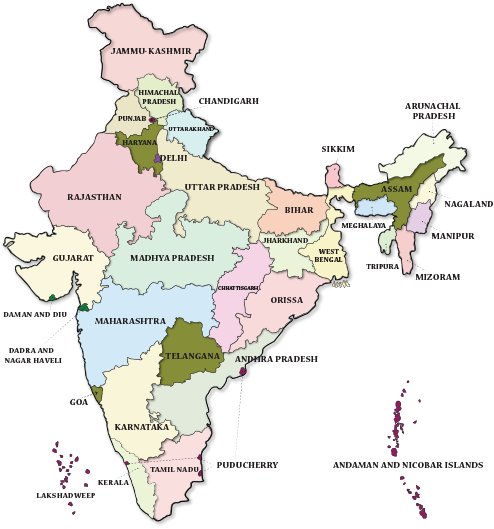 JAMMU-KASHMIR
HIMACHAL
PRADESH
CHANDIGARH
PUNJAB
ARUNACHAL
PRADESH
UTTARAKHAND
HARYANA
DELHI
SIKKIM
UTTAR PRADESH
ASSAM
RAJASTHAN
NAGALAND
BIHAR
MEGHALAYA
MANIPUR
JHARKHAND
WEST
BENGAL
GUJARAT
MADHYA PRADESH
TRIPURA
MIZORAM
CHHATTISGARH
ORISSA
DAMAN AND DIU
MAHARASHTRA
DADRA AND
NAGAR HAVELI
TELANGANA
ANDHRA PRADESH
GOA
KARNATAKA
PUDUCHERRY
ANDAMAN AND NICOBAR ISLANDS
TAMIL NADU
KERALA
LAKSHADWEEP